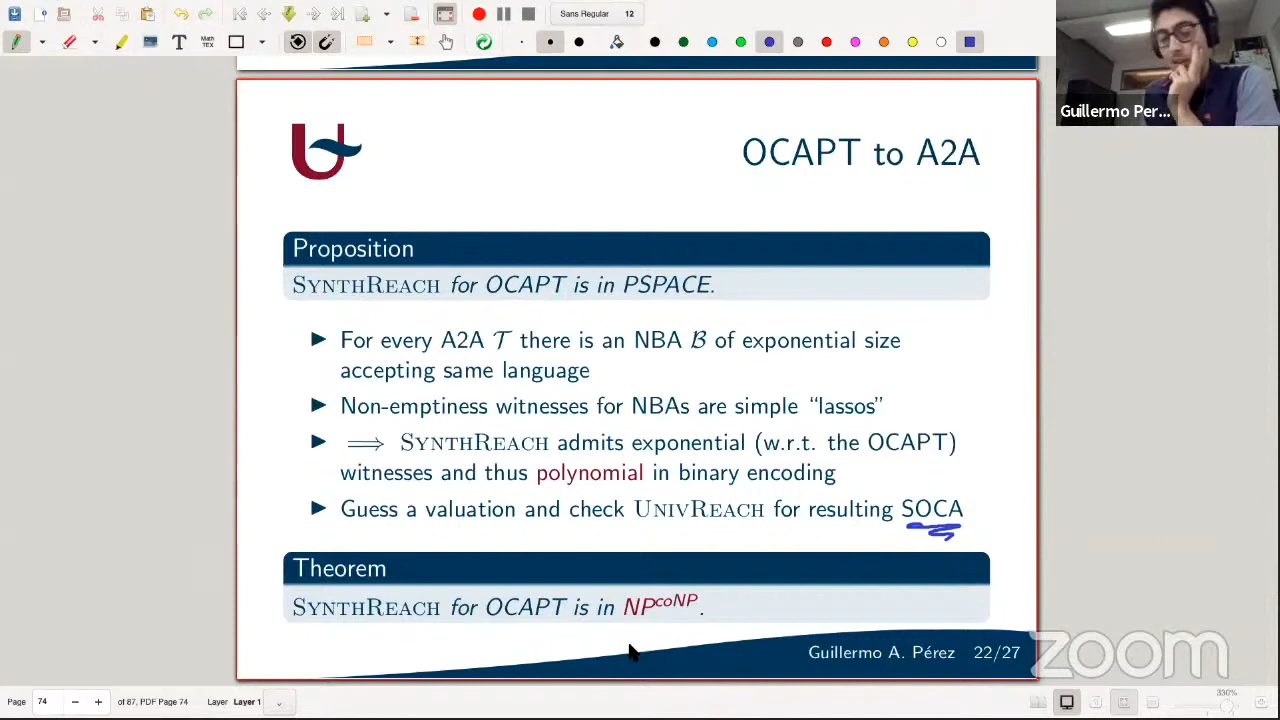 Sans Regular 12
T
Math
TEX
Guillermo Per...
OCAPT to A2A
Proposition
SYNTHREACH for OCAPT is in PSPACE.
► For every A2A 𝒯 there is an NBA ℬ of exponential size
accepting same language
► Non-emptiness witnesses for NBAs are simple “lassos”
► ⟹ SYNTHREACH admits exponential (w.r.t. the OCAPT)
witnesses and thus polynomial in binary encoding
► Guess a valuation and check UNIVREACH for resulting SOCA
Theorem
SYNTHREACH for OCAPT is in NP^coNP.
Guillermo A. Pérez 22/27
zoom
Page 74 − + of 87, PDF Page 74 Layer Layer 1
330%